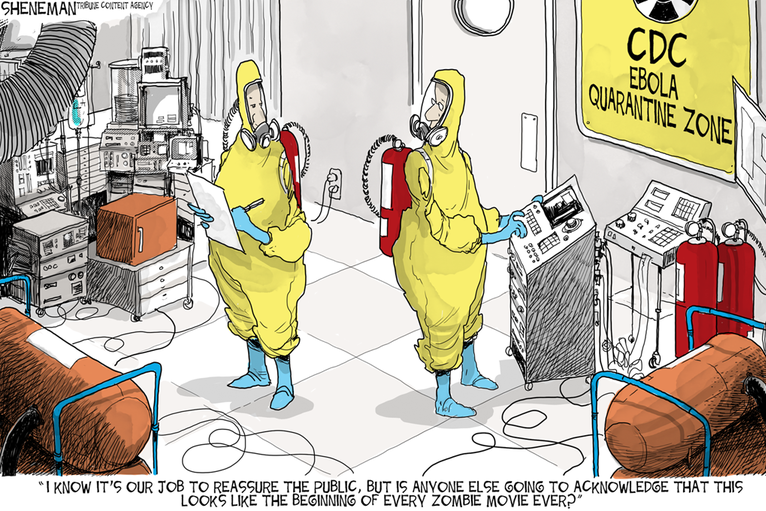 SHENEMAN TRIBUNE CONTENT AGENCY
CDC
EBOLA
QUARANTINE ZONE
"I KNOW IT'S OUR JOB TO REASSURE THE PUBLIC, BUT IS ANYONE ELSE GOING TO ACKNOWLEDGE THAT THIS
LOOKS LIKE THE BEGINNING OF EVERY ZOMBIE MOVIE EVER?"